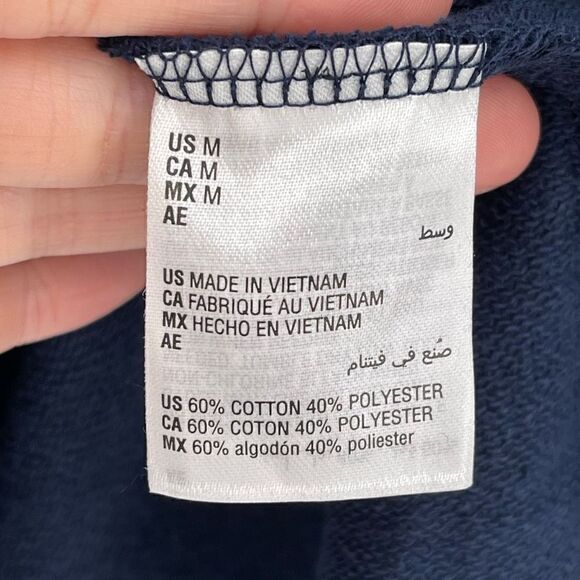 US M
CA M
MX M
AE
وسط
US MADE IN VIETNAM
CA FABRIQUÉ AU VIETNAM
MX HECHO EN VIETNAM
AE
صُنع في فيتنام
US 60% COTTON 40% POLYESTER
CA 60% COTON 40% POLYESTER
MX 60% algodón 40% poliester